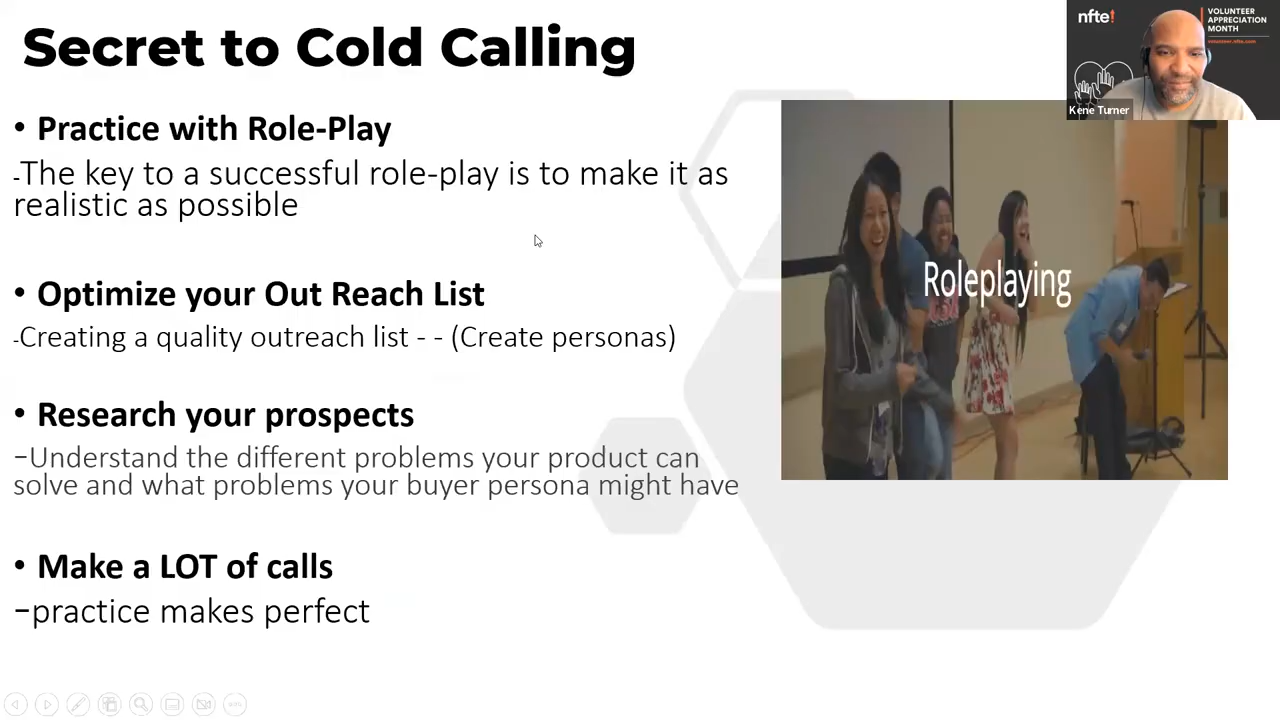 Secret to Cold Calling
• Practice with Role-Play
-The key to a successful role-play is to make it as
realistic as possible
• Optimize your Out Reach List
-Creating a quality outreach list - - (Create personas)
• Research your prospects
–Understand the different problems your product can
solve and what problems your buyer persona might have
• Make a LOT of calls
–practice makes perfect
Roleplaying
nfte!
VOLUNTEER
APPRECIATION
MONTH
volunteer.nfte.com
Kene Turner